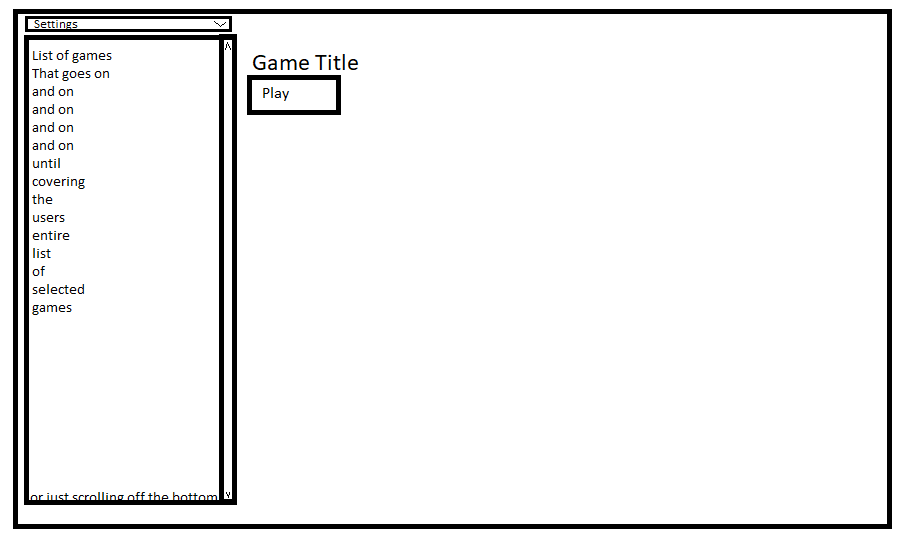 Settings
List of games
That goes on
and on
and on
and on
and on
until
covering
the
users
entire
list
of
selected
games
or just scrolling off the bottom
Game Title
Play